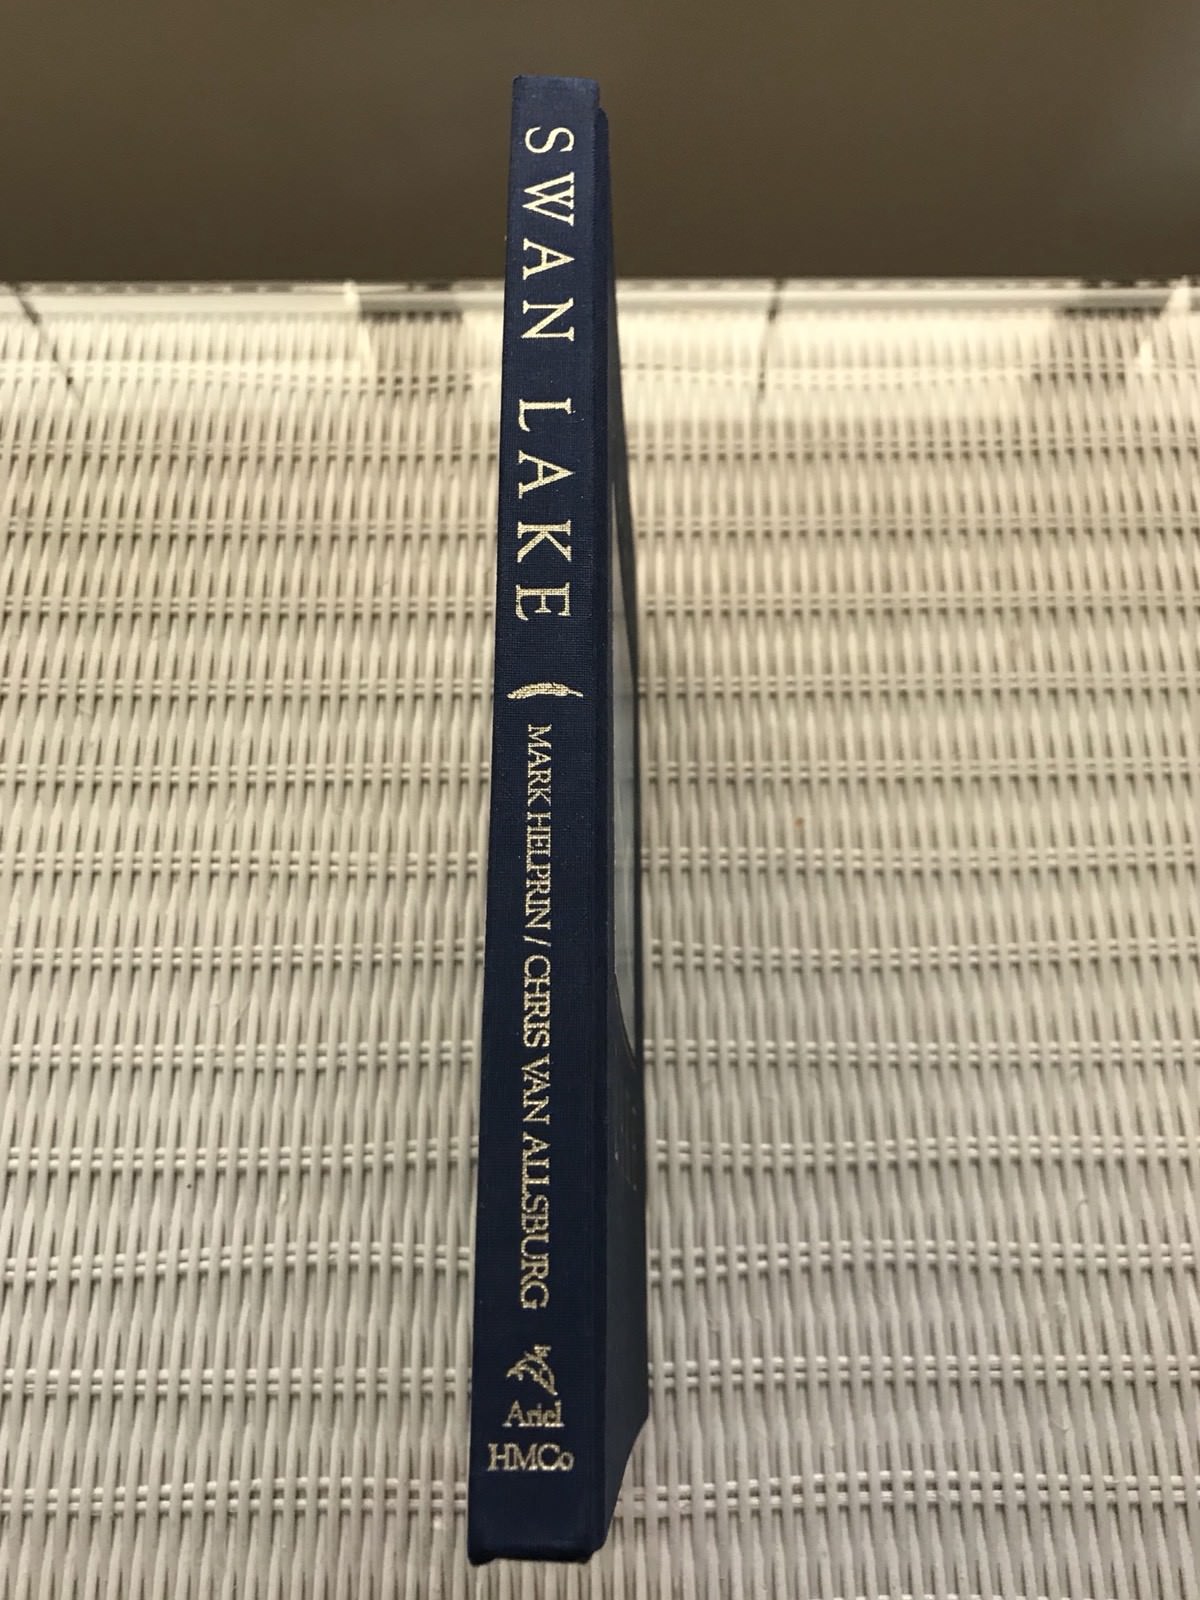 SWAN LAKE
MARK HELPRIN / CHRIS VAN ALLSBURG
Ariel
HMCo